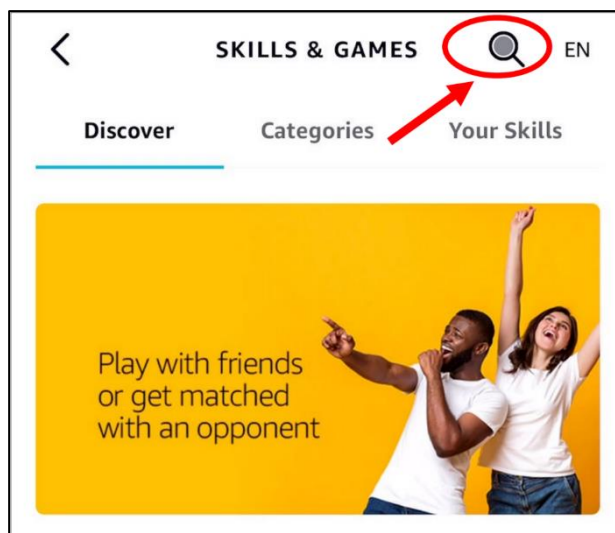 SKILLS & GAMES EN
Discover Categories Your Skills
Play with friends
or get matched
with an opponent